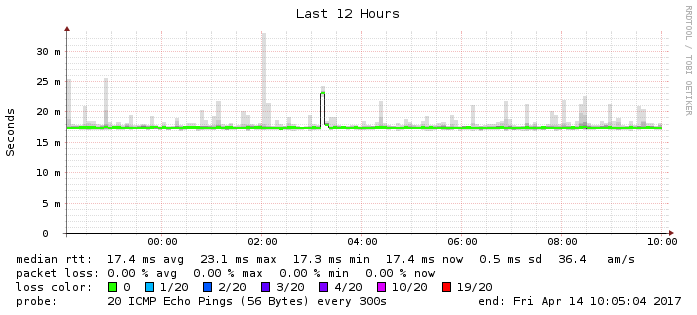 Last 12 Hours
RRDTOOL / TOBI OETIKER
Seconds
30 m
25 m
20 m
15 m
10 m
5 m
0
00:00 02:00 04:00 06:00 08:00 10:00
median rtt: 17.4 ms avg 23.1 ms max 17.3 ms min 17.4 ms now 0.5 ms sd 36.4 am/s
packet loss: 0.00 % avg 0.00 % max 0.00 % min 0.00 % now
loss color: 0 1/20 2/20 3/20 4/20 10/20 19/20
probe: 20 ICMP Echo Pings (56 Bytes) every 300s end: Fri Apr 14 10:05:04 2017